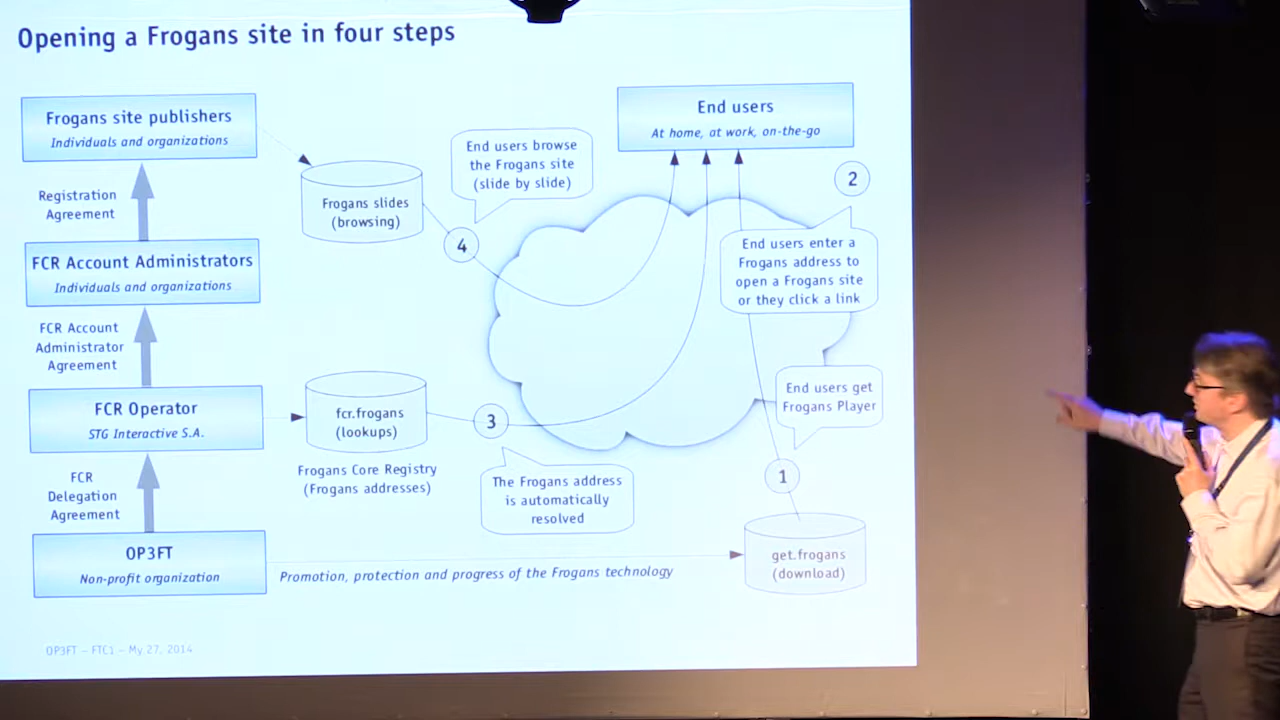 Opening a Frogans site in four steps
Frogans site publishers
Individuals and organizations
Registration
Agreement
FCR Account Administrators
Individuals and organizations
FCR Account
Administrator
Agreement
FCR Operator
STG Interactive S.A.
FCR
Delegation
Agreement
OP3FT
Non-profit organization
Frogans slides
(browsing)
4
End users browse
the Frogans site
(slide by slide)
End users
At home, at work, on-the-go
2
End users enter a
Frogans address to
open a Frogans site
or they click a link
fcr.frogans
(lookups)
Frogans Core Registry
(Frogans addresses)
3
The Frogans address
is automatically
resolved
End users get
Frogans Player
1
get.frogans
(download)
Promotion, protection and progress of the Frogans technology
OP3FT – FTC1 – My 27, 2014